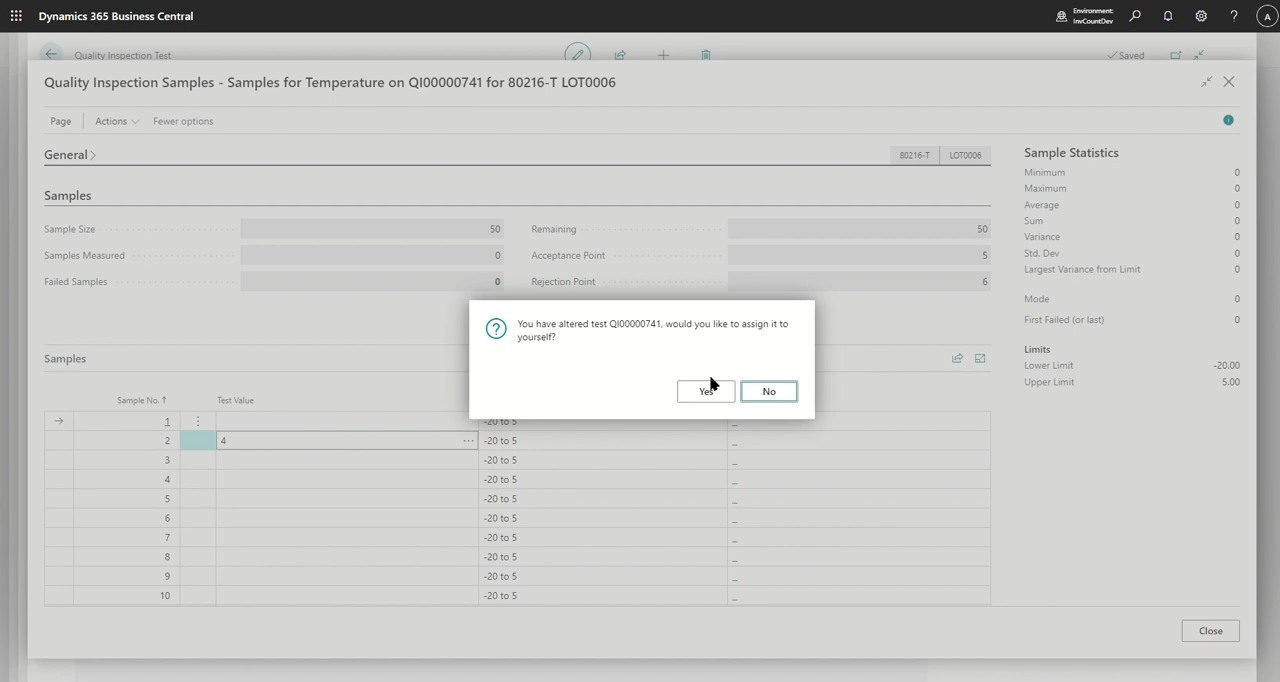 Dynamics 365 Business Central
Environment:
InvCountDev
?
A
Quality Inspection Test
Saved
Quality Inspection Samples - Samples for Temperature on QI00000741 for 80216-T LOT0006
Page
Actions
Fewer options
General
80216-T
LOT0006
Samples
Sample Size 50
Remaining 50
Samples Measured 0
Acceptance Point 5
Failed Samples 0
Rejection Point 6
Sample Statistics
Minimum 0
Maximum 0
Average 0
Sum 0
Variance 0
Std. Dev 0
Largest Variance from Limit 0
Mode 0
First Failed (or last) 0
Limits
Lower Limit -20.00
Upper Limit 5.00
You have altered test QI00000741, would you like to assign it to
yourself?
Yes
No
Samples
Sample No. ↑ Test Value
1 -20 to 5 _
2 4 -20 to 5 _
3 -20 to 5 _
4 -20 to 5 _
5 -20 to 5 _
6 -20 to 5 _
7 -20 to 5 _
8 -20 to 5 _
9 -20 to 5 _
10 -20 to 5 _
Close